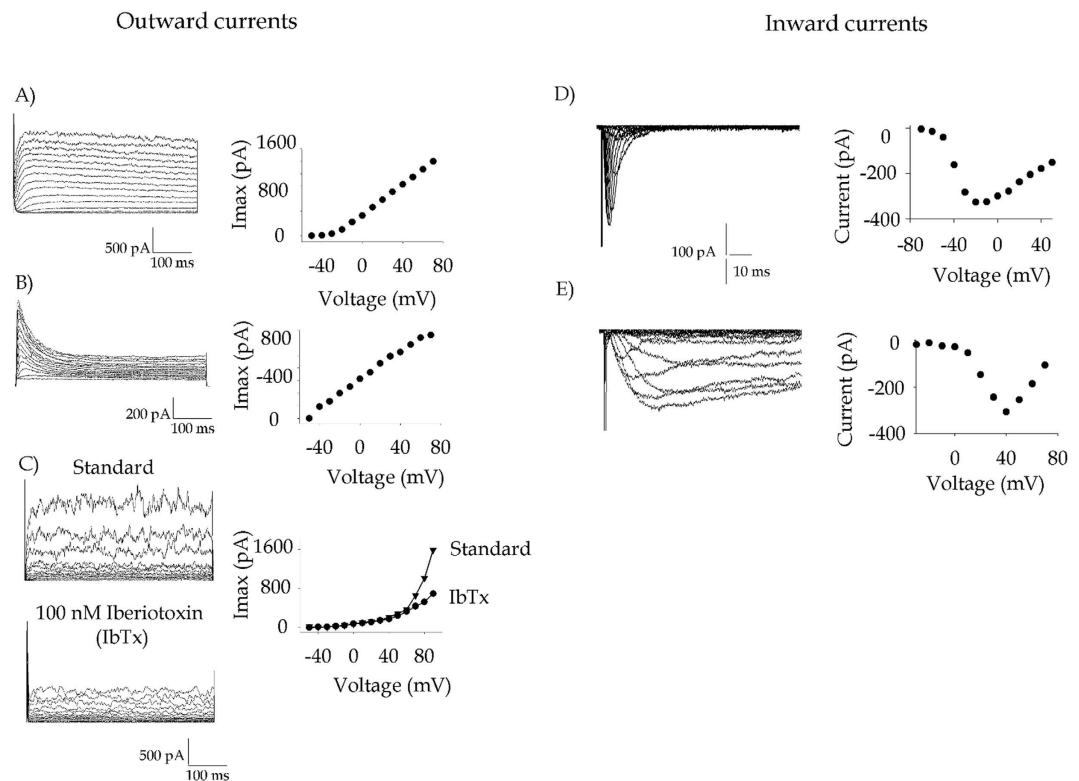 Outward currents
Inward currents
A)
Imax (pA)
1600
800
0
-40 0 40 80
Voltage (mV)
500 pA
100 ms
B)
Imax (pA)
800
-400
0
-40 0 40 80
Voltage (mV)
200 pA
100 ms
C)
Standard
100 nM Iberiotoxin
(IbTx)
500 pA
100 ms
Imax (pA)
1600
800
0
-40 0 40 80
Voltage (mV)
Standard
IbTx
D)
100 pA
10 ms
Current (pA)
0
-200
-400
-80 -40 0 40
Voltage (mV)
E)
Current (pA)
0
-200
-400
0 40 80
Voltage (mV)